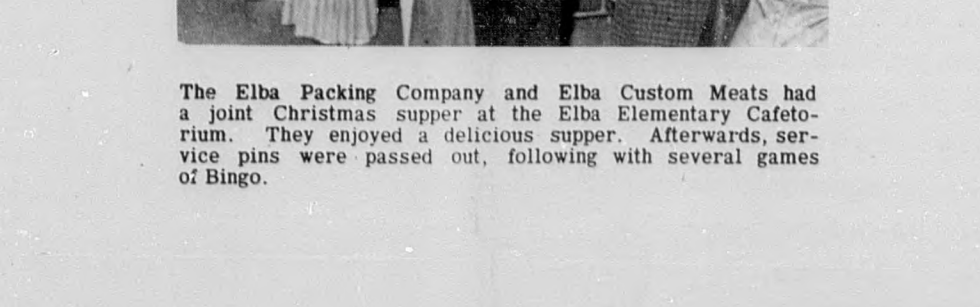 The Elba Packing Company and Elba Custom Meats had
a joint Christmas supper at the Elba Elementary Cafeto-
rium. They enjoyed a delicious supper. Afterwards, ser-
vice pins were passed out, following with several games
of Bingo.